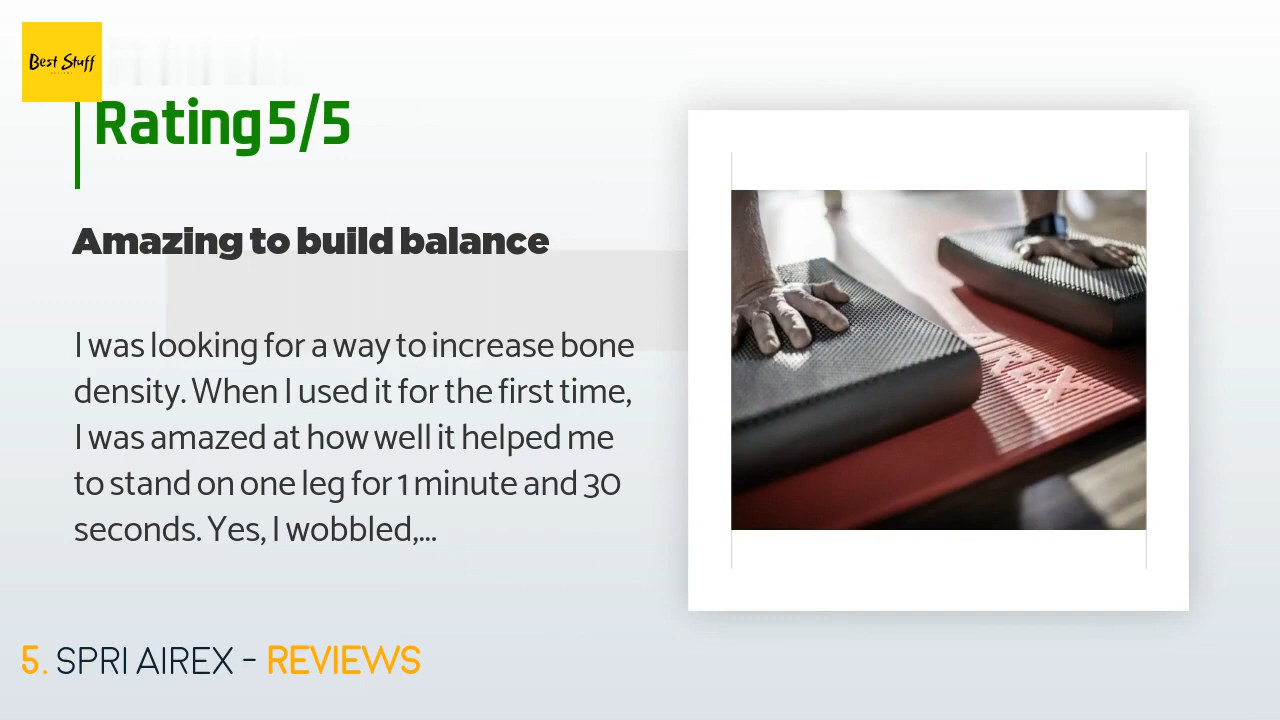 Best Stuff
Rating 5/5
Amazing to build balance
I was looking for a way to increase bone
density. When I used it for the first time,
I was amazed at how well it helped me
to stand on one leg for 1 minute and 30
seconds. Yes, I wobbled,...
AIREX
5. SPRI AIREX - REVIEWS